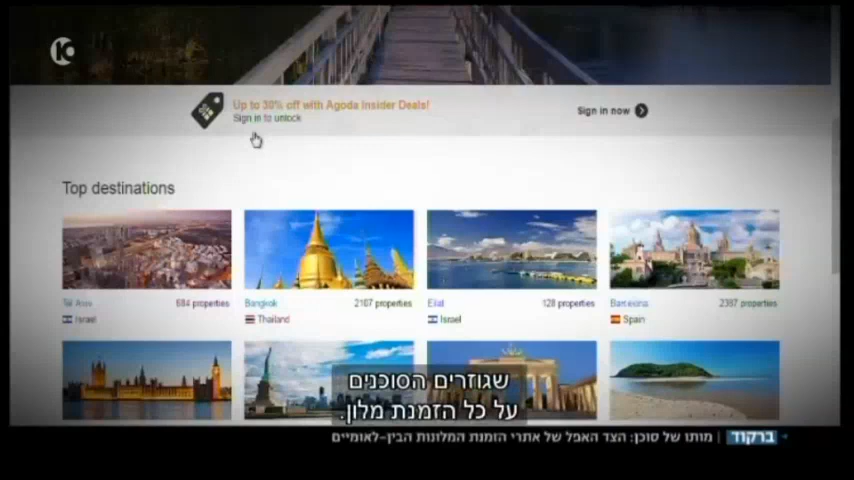 Up to 30% off with Agoda Insider Deals!
Sign in to unlock
Sign in now
Top destinations
Tel Aviv 684 properties
Israel
Bangkok 2107 properties
Thailand
Eilat 128 properties
Israel
Barcelona 2387 properties
Spain
שגוזרים הסוכנים
על כל הזמנת מלון.
ברקוד | מותו של סוכן: הצד האפל של אתרי הזמנת המלונות הבין-לאומיים